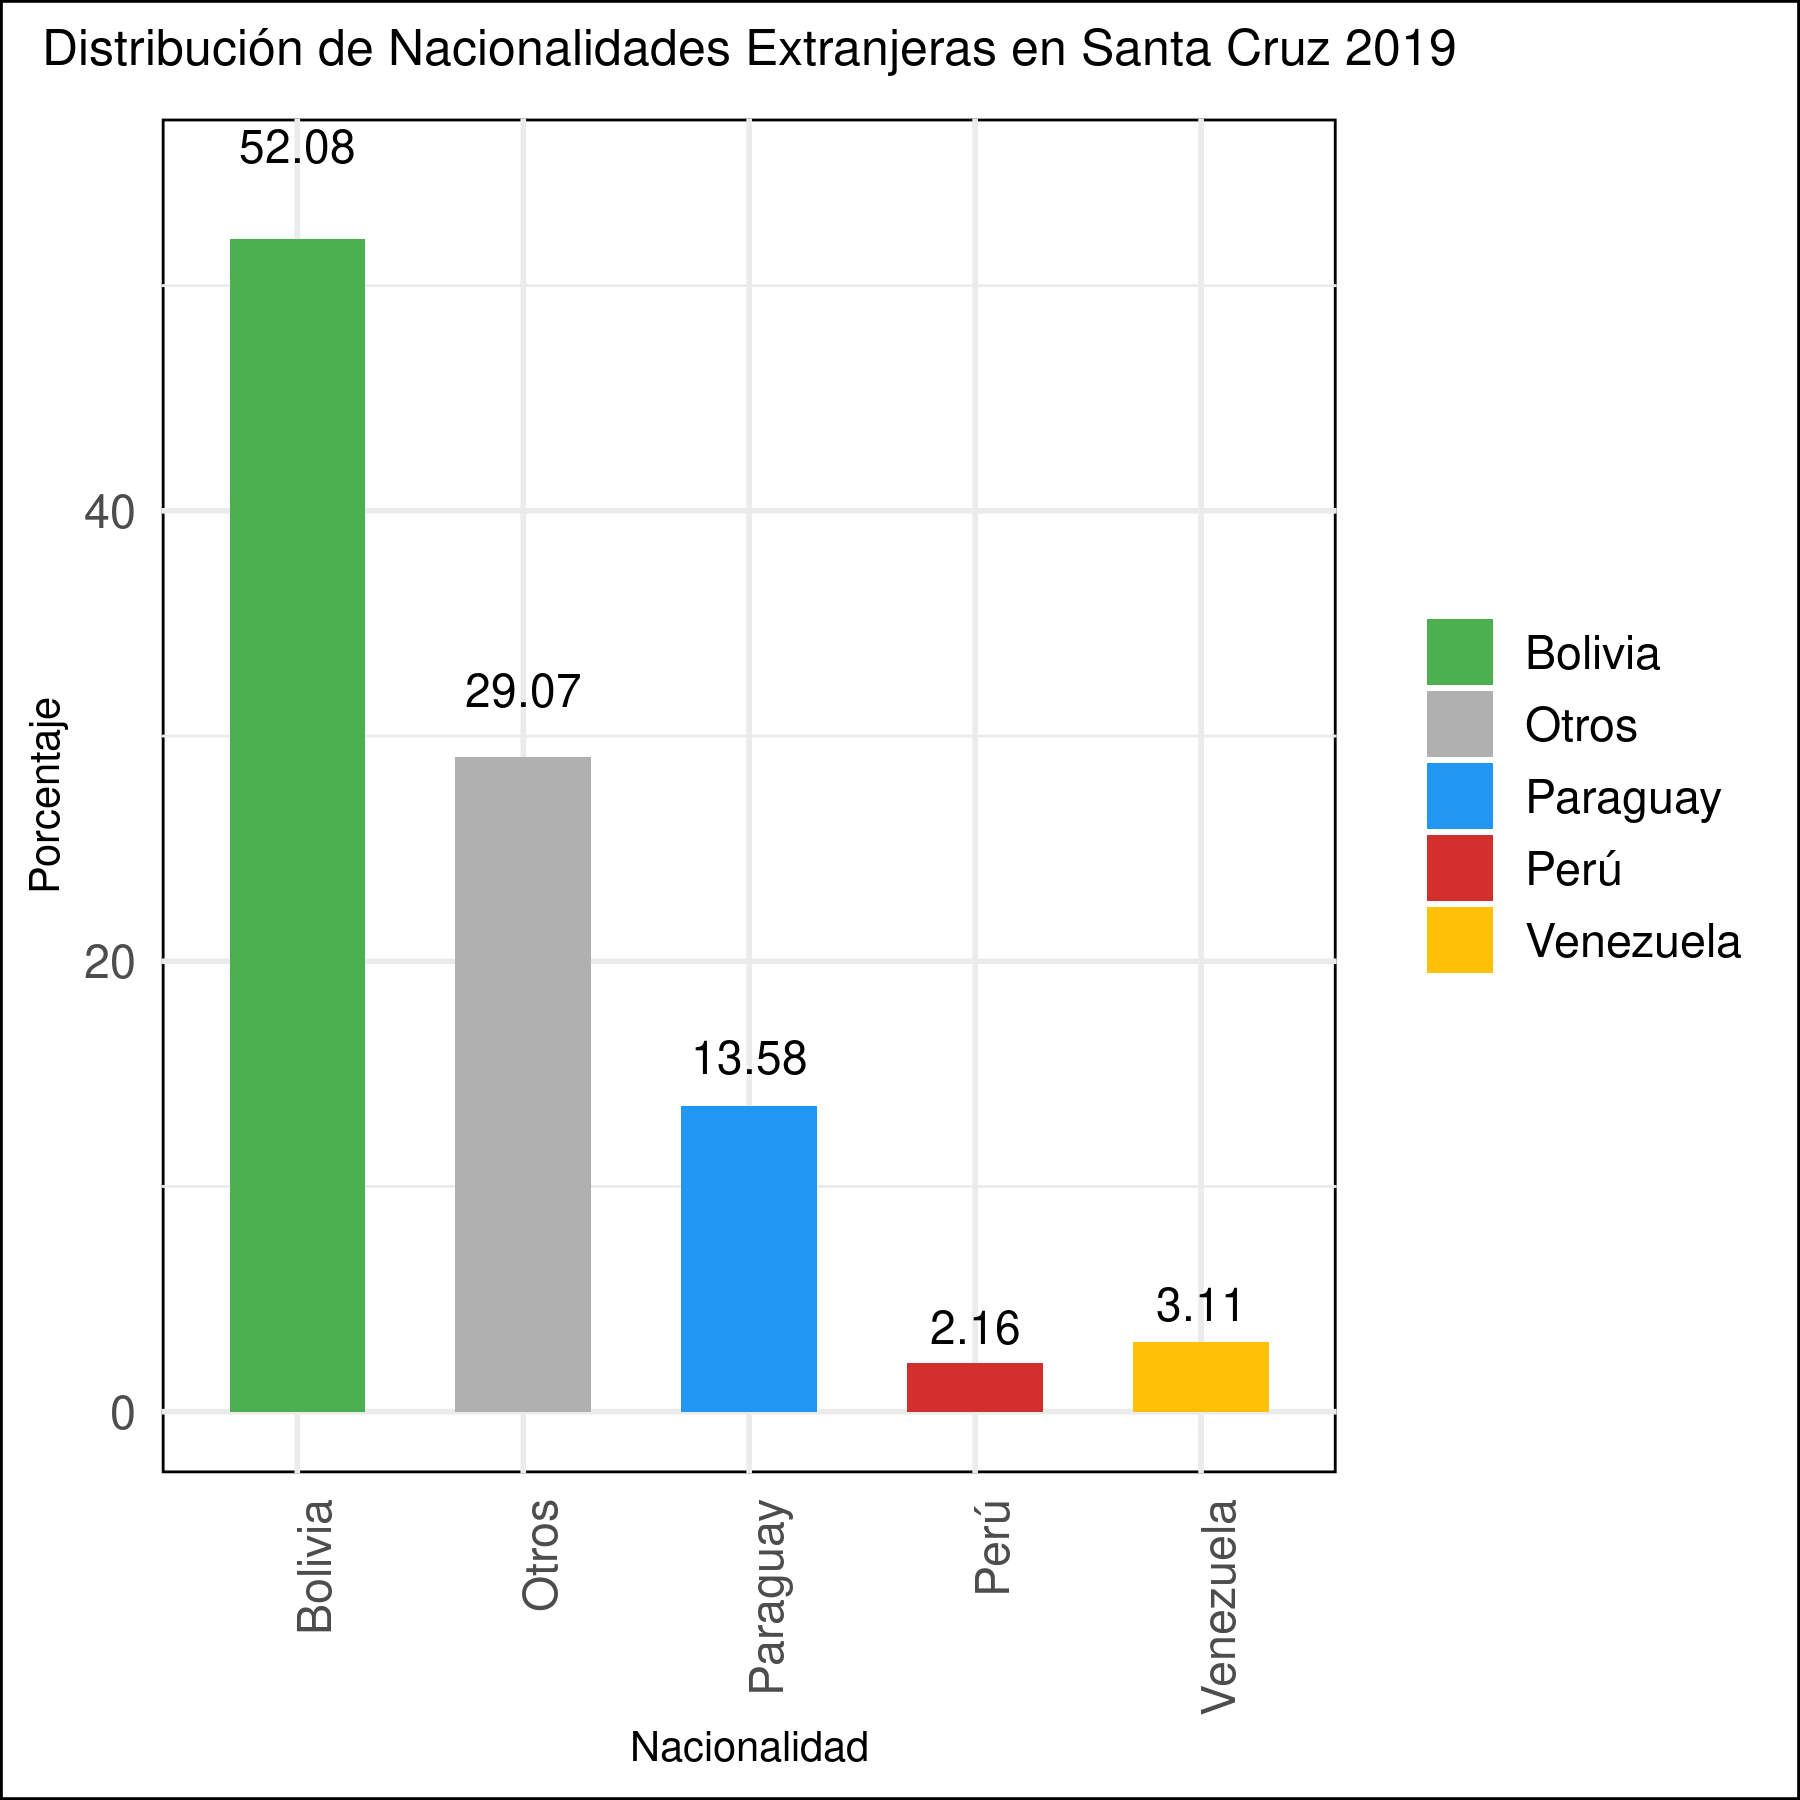 Distribución de Nacionalidades Extranjeras en Santa Cruz 2019
52.08
29.07
13.58
2.16
3.11
40
20
0
Porcentaje
Bolivia
Otros
Paraguay
Perú
Venezuela
Nacionalidad
Bolivia
Otros
Paraguay
Perú
Venezuela